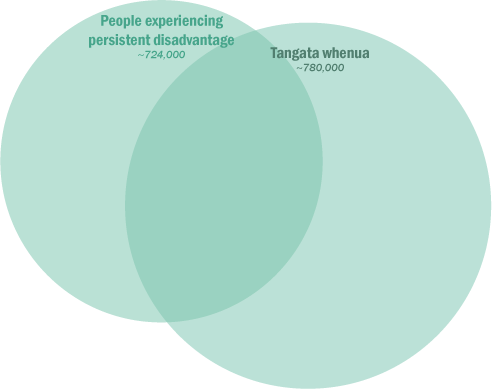 People experiencing
persistent disadvantage
~724,000
Tangata whenua
~780,000